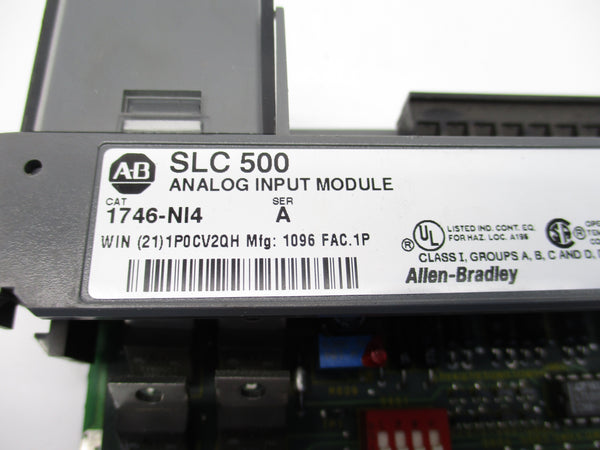 A-B
SLC 500
ANALOG INPUT MODULE
CAT SER
1746-NI4 A
WIN (21)1P0CV2QH Mfg: 1096 FAC.1P
UL LISTED IND. CONT. EQ.
FOR HAZ. LOC. A196
CLASS I, GROUPS A, B, C AND D,
Allen-Bradley